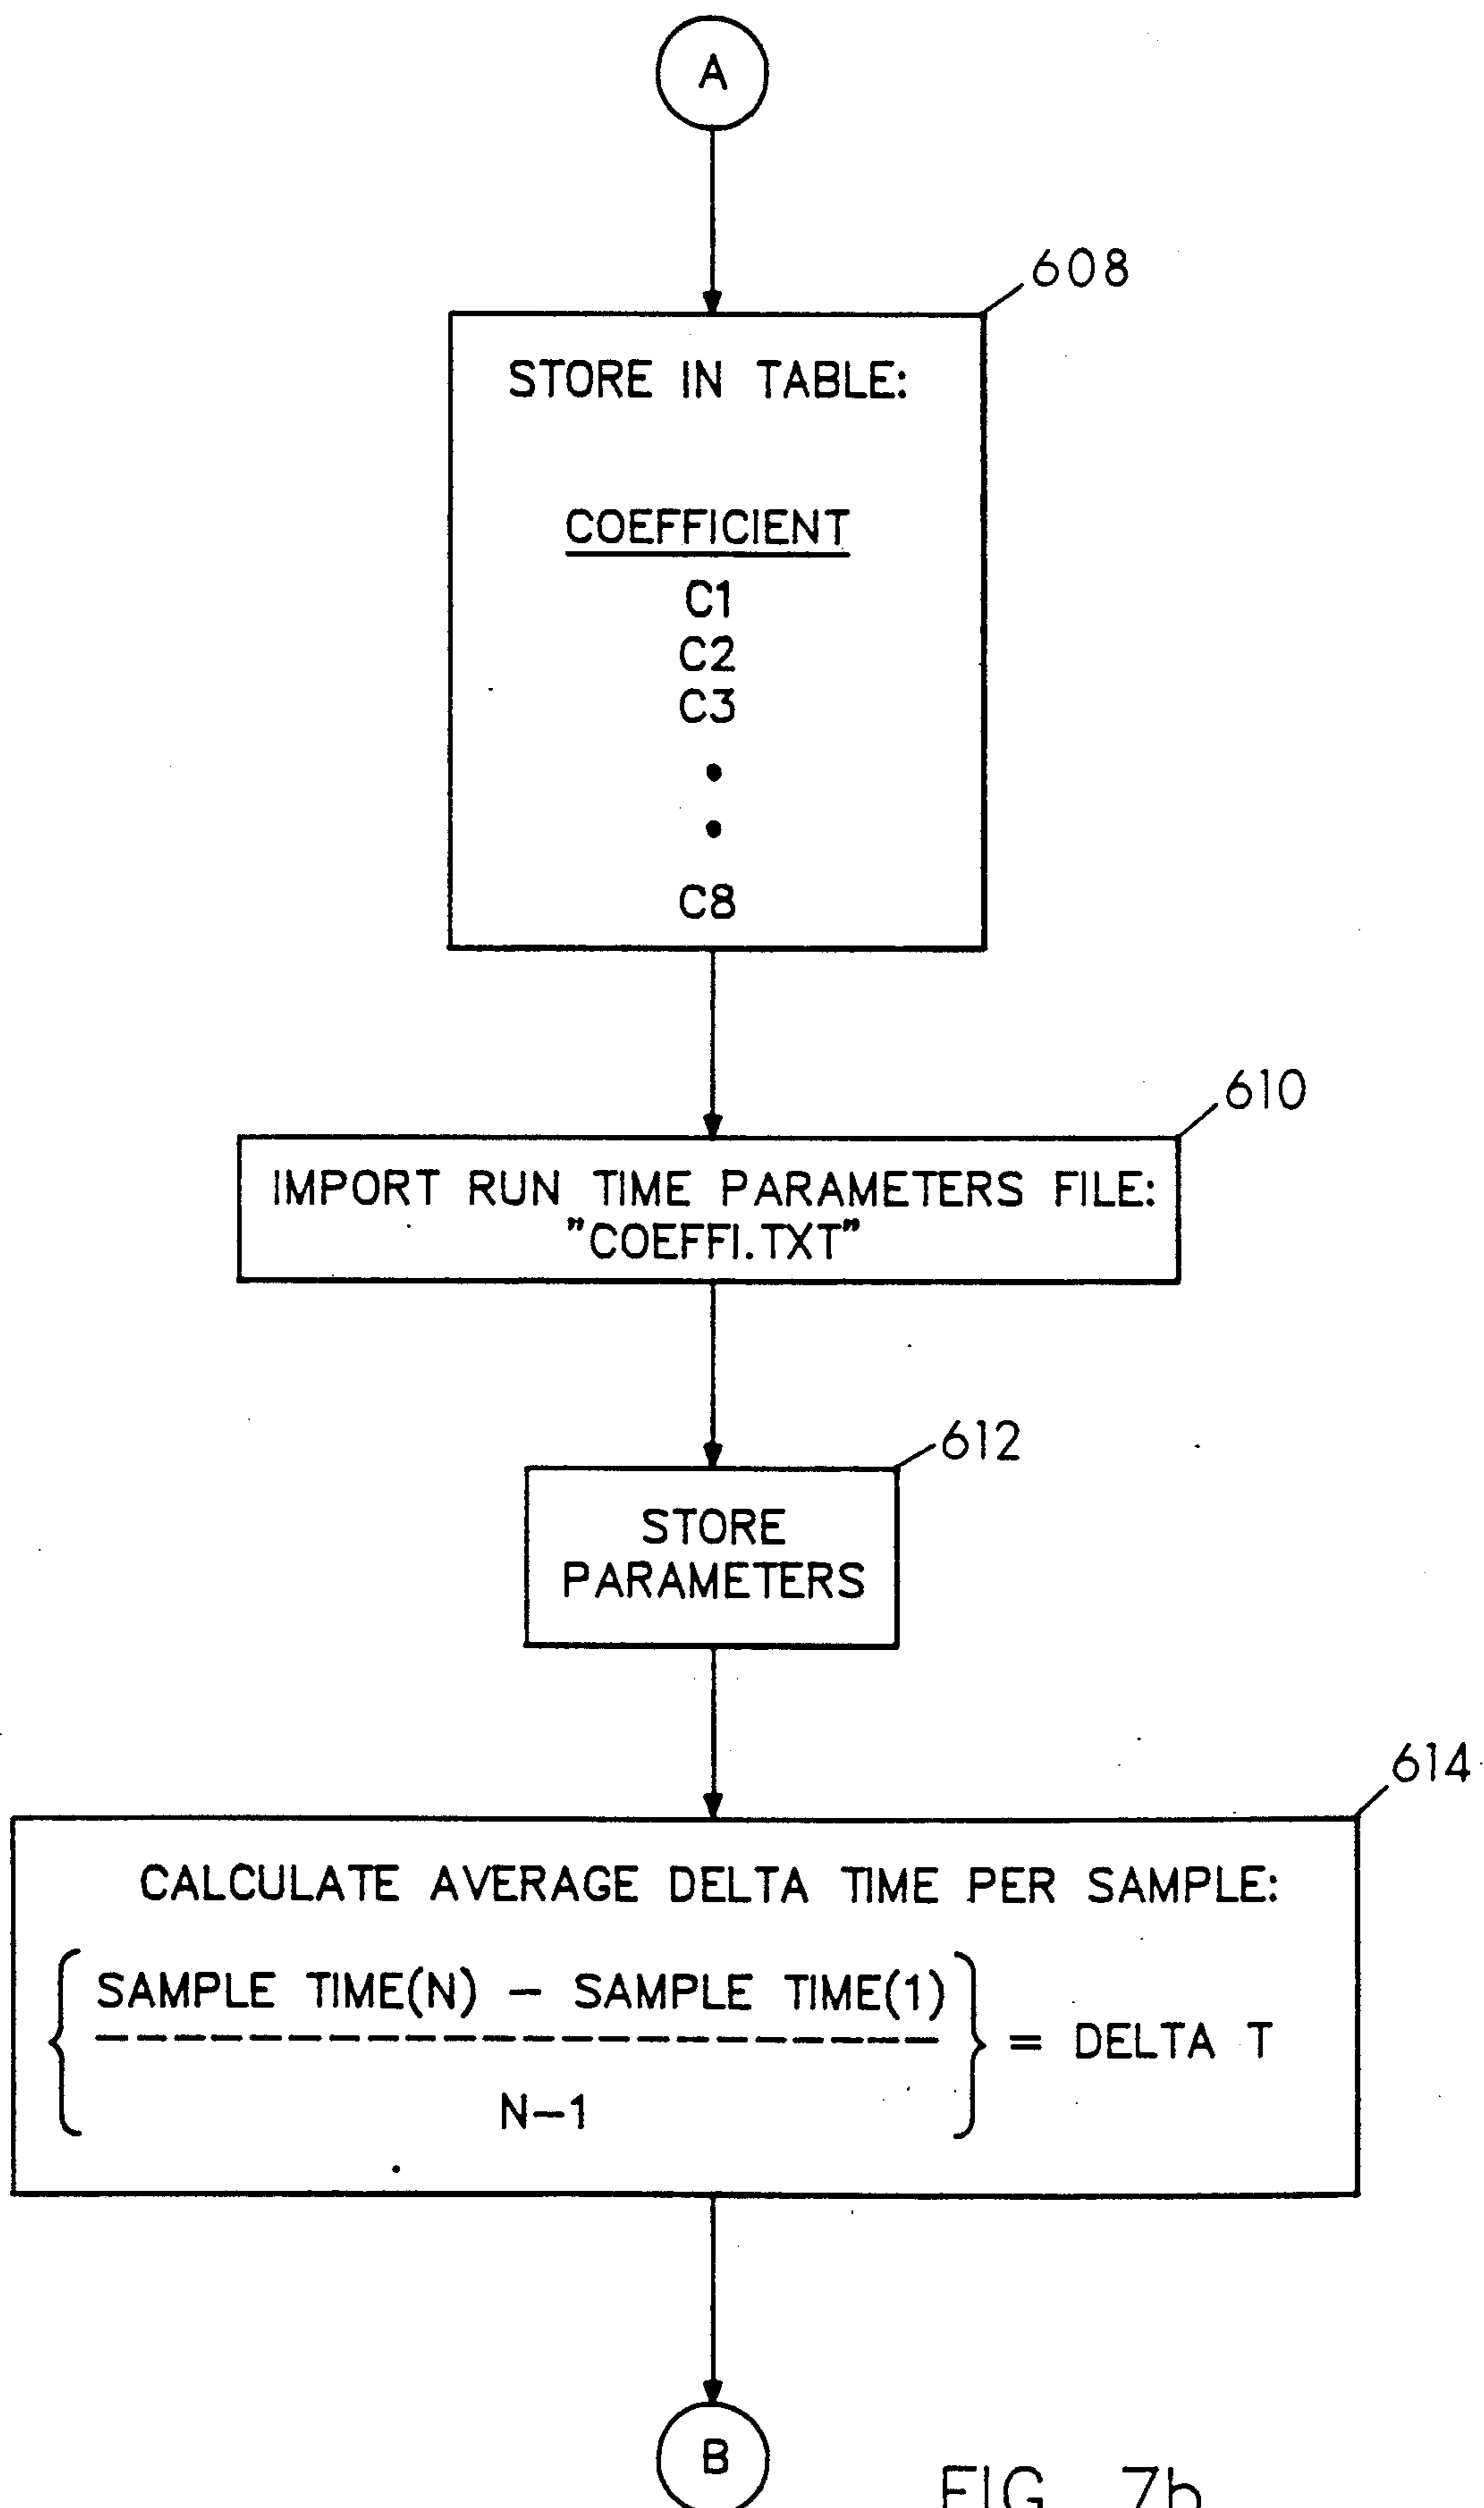 A
608
STORE IN TABLE:
COEFFICIENT
C1
C2
C3
•
•
C8
610
IMPORT RUN TIME PARAMETERS FILE:
"COEFFI.TXT"
612
STORE
PARAMETERS
614
CALCULATE AVERAGE DELTA TIME PER SAMPLE:
SAMPLE TIME(N) – SAMPLE TIME(1)
= DELTA T
N–1
B
FIG. 7b